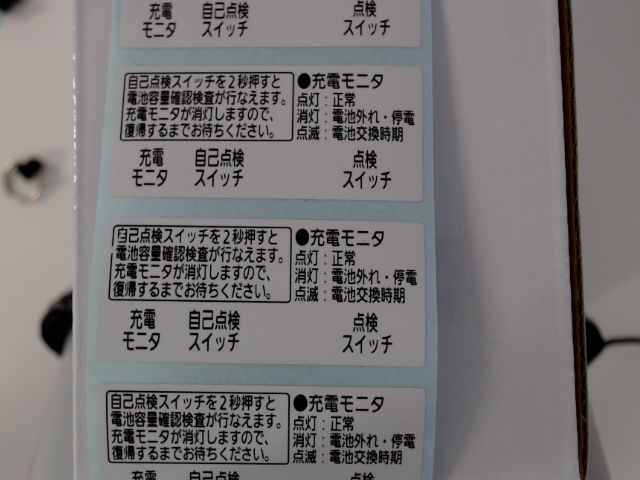 充電 自己点検 点検
モニタ スイッチ スイッチ
自己点検スイッチを2秒押すと
電池容量確認検査が行なえます。
充電モニタが消灯しますので、
復帰するまでお待ちください。
●充電モニタ
点灯：正常
消灯：電池外れ・停電
点滅：電池交換時期
充電 自己点検 点検
モニタ スイッチ スイッチ
自己点検スイッチを2秒押すと
電池容量確認検査が行なえます。
充電モニタが消灯しますので、
復帰するまでお待ちください。
●充電モニタ
点灯：正常
消灯：電池外れ・停電
点滅：電池交換時期
充電 自己点検 点検
モニタ スイッチ スイッチ
自己点検スイッチを2秒押すと
電池容量確認検査が行なえます。
充電モニタが消灯しますので、
復帰するまでお待ちください。
●充電モニタ
点灯：正常
消灯：電池外れ・停電
点滅：電池交換時期
充電 自己点検 点検